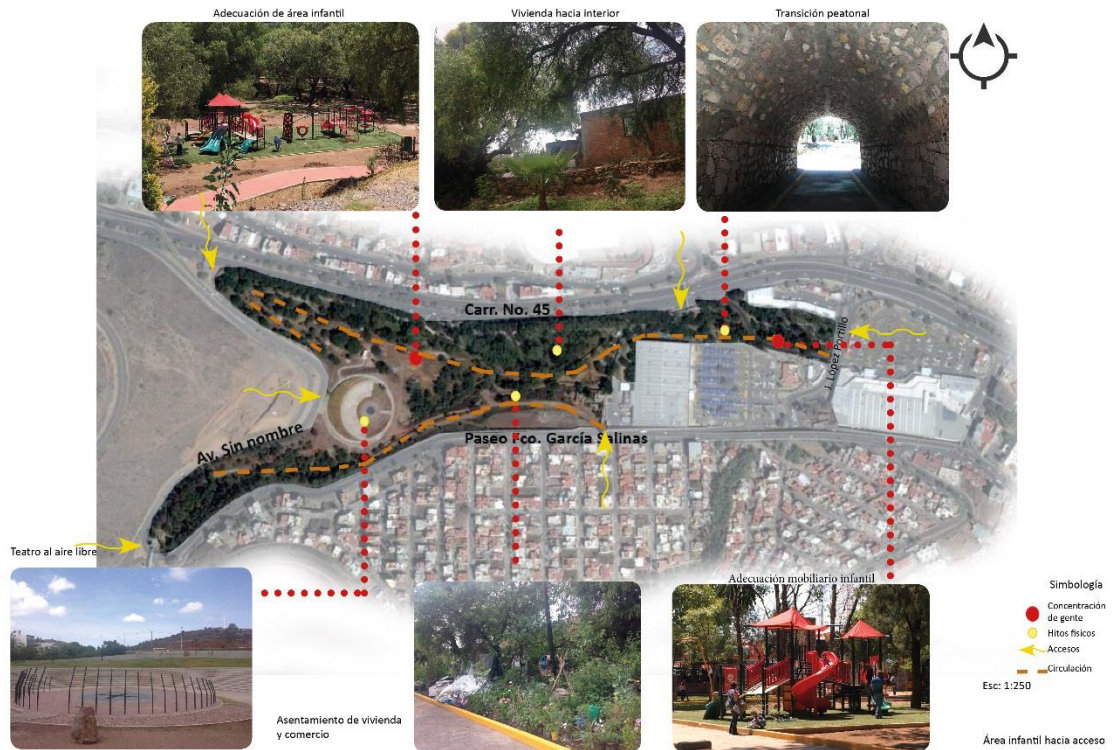 Adecuación de área infantil
Vivienda hacia interior
Transición peatonal
Carr. No. 45
J. López Portillo
Av. Sin nombre
Paseo Fco. García Salinas
Teatro al aire libre
Adecuación mobiliario infantil
Simbología
Concentración
de gente
Hitos físicos
Accesos
Circulación
Esc: 1:250
Asentamiento de vivienda
y comercio
Área infantil hacia acceso